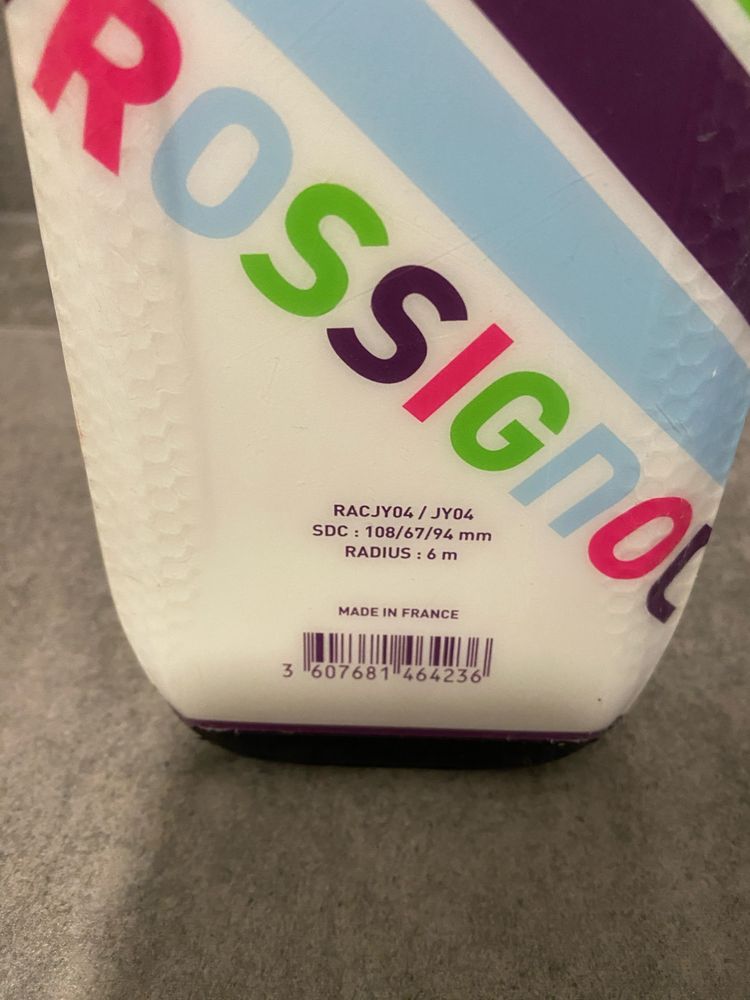 ROSSIGnOL
RACJY04 / JY04
SDC : 108/67/94 mm
RADIUS : 6 m
MADE IN FRANCE
3 607681 464236